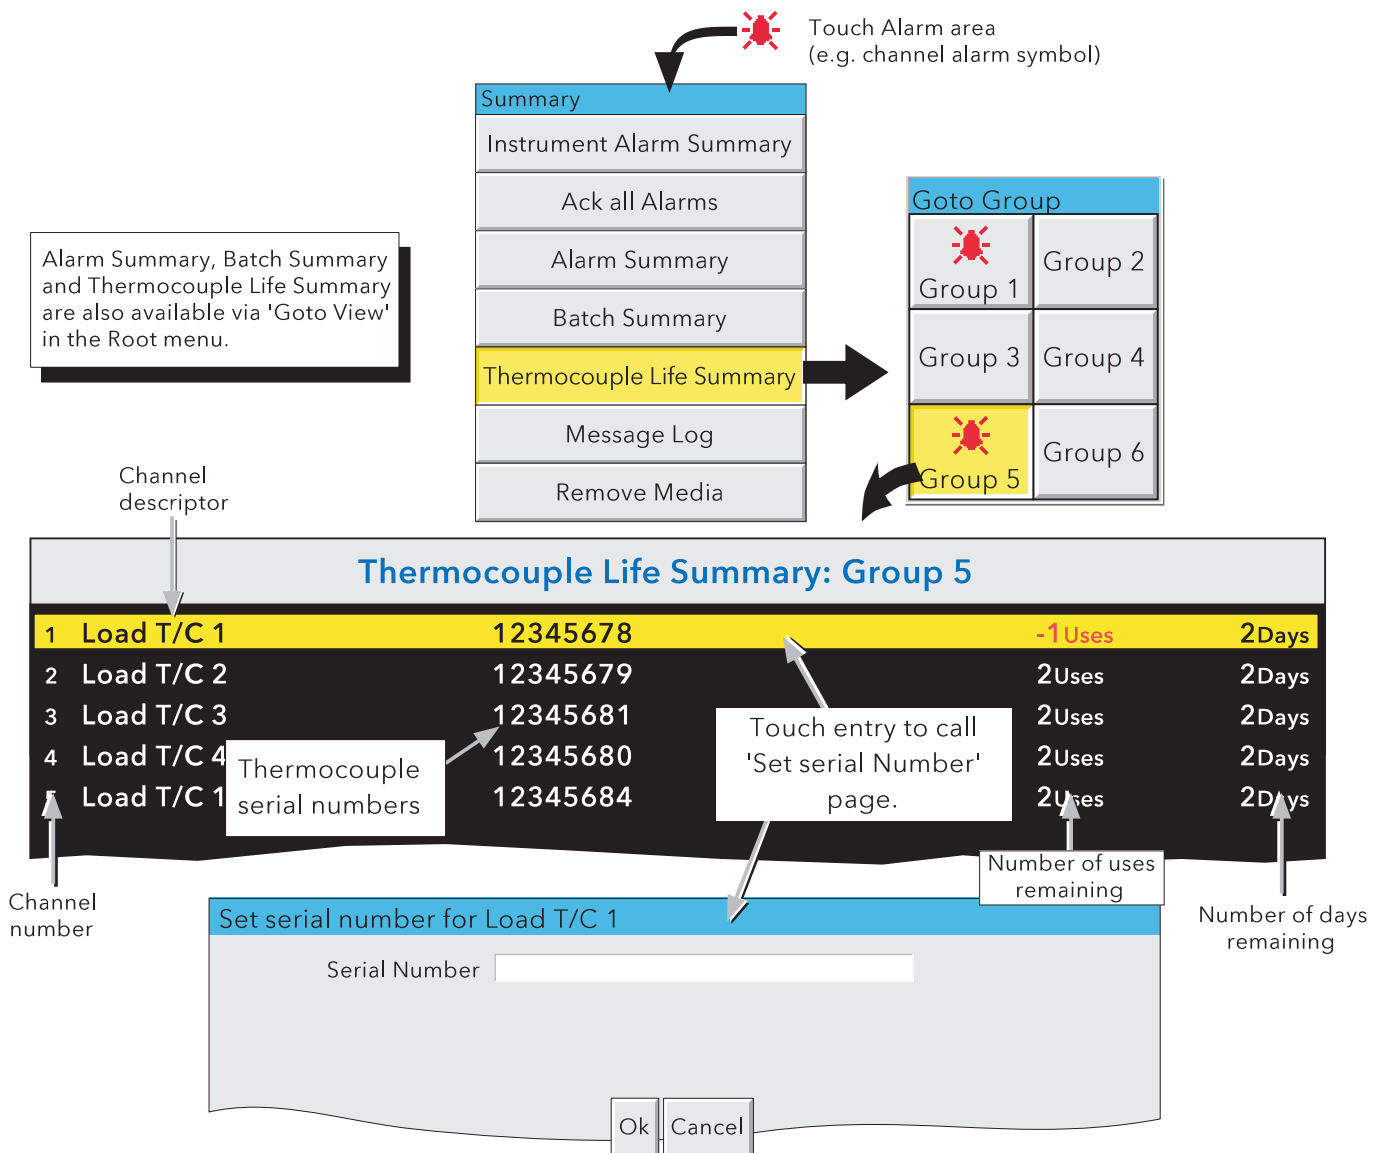 Touch Alarm area
(e.g. channel alarm symbol)
Summary
Instrument Alarm Summary
Ack all Alarms
Alarm Summary
Batch Summary
Thermocouple Life Summary
Message Log
Remove Media
Goto Group
Group 1
Group 2
Group 3
Group 4
Group 5
Group 6
Alarm Summary, Batch Summary
and Thermocouple Life Summary
are also available via 'Goto View'
in the Root menu.
Channel
descriptor
Thermocouple Life Summary: Group 5
1 Load T/C 1 12345678 -1 Uses 2 Days
2 Load T/C 2 12345679 2 Uses 2 Days
3 Load T/C 3 12345681 2 Uses 2 Days
4 Load T/C 4 12345680 2 Uses 2 Days
Load T/C 1 12345684 2 Uses 2 Days
Thermocouple
serial numbers
Touch entry to call
'Set serial Number'
page.
Number of uses
remaining
Channel
number
Number of days
remaining
Set serial number for Load T/C 1
Serial Number
Ok
Cancel